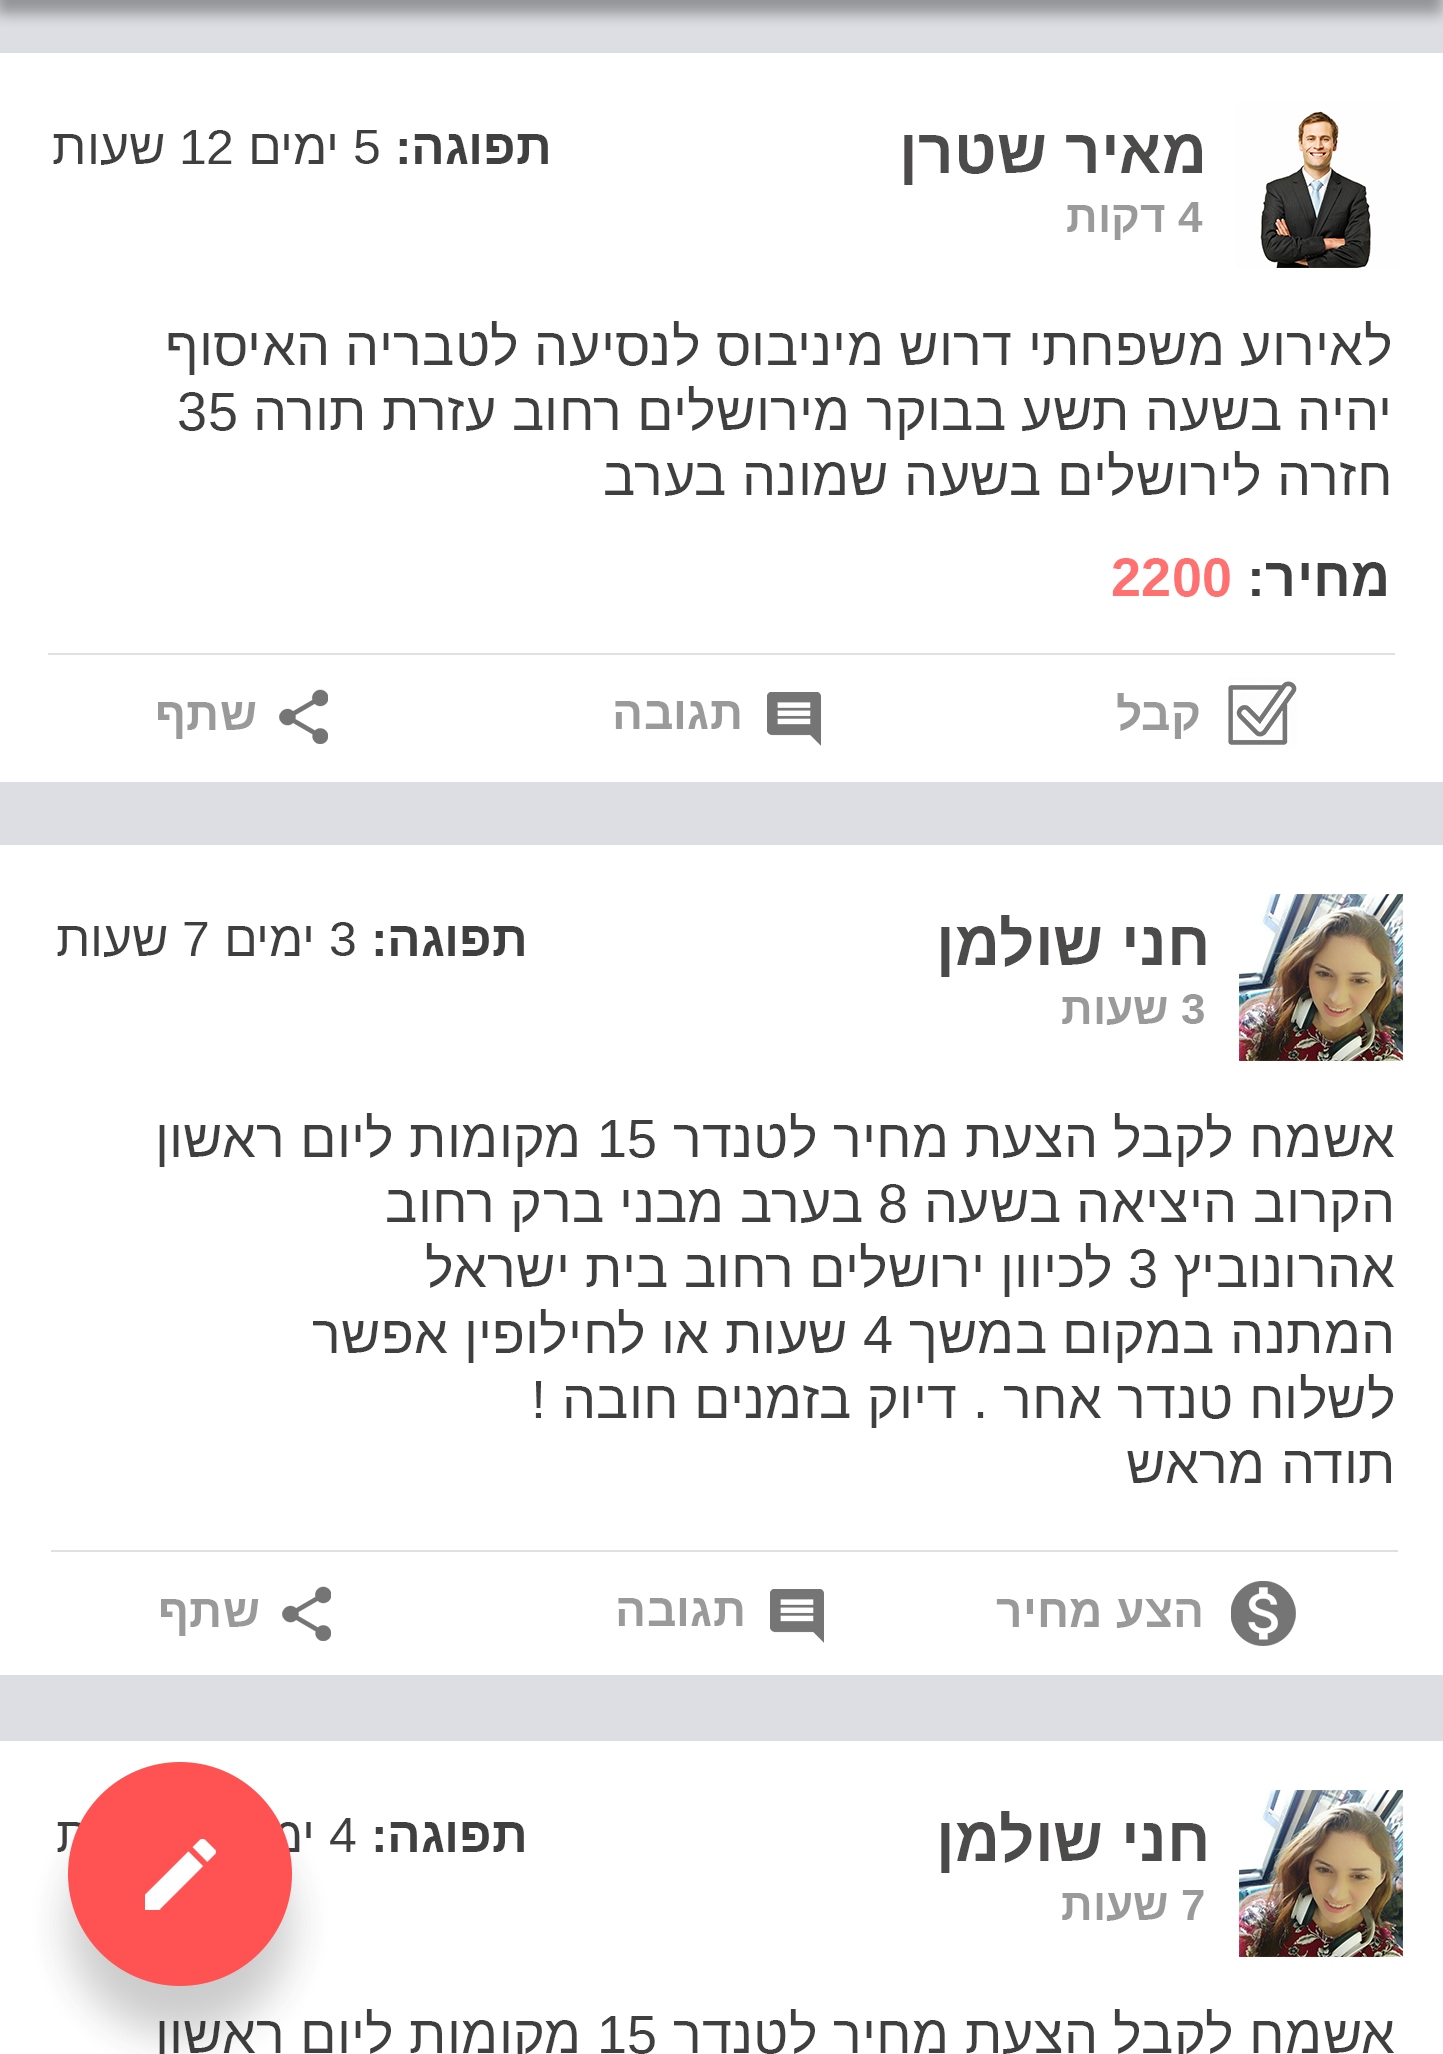 מאיר שטרן
תפוגה: 5 ימים 12 שעות
4 דקות
לאירוע משפחתי דרוש מיניבוס לנסיעה לטבריה האיסוף
יהיה בשעה תשע בבוקר מירושלים רחוב עזרת תורה 35
חזרה לירושלים בשעה שמונה בערב
מחיר: 2200
קבל
תגובה
שתף
חני שולמן
תפוגה: 3 ימים 7 שעות
3 שעות
אשמח לקבל הצעת מחיר לטנדר 15 מקומות ליום ראשון
הקרוב היציאה בשעה 8 בערב מבני ברק רחוב
אהרונוביץ 3 לכיוון ירושלים רחוב בית ישראל
המתנה במקום במשך 4 שעות או לחילופין אפשר
לשלוח טנדר אחר . דיוק בזמנים חובה !
תודה מראש
הצע מחיר
תגובה
שתף
חני שולמן
תפוגה: 4
7 שעות
אשמח לקבל הצעת מחיר לטנדר 15 מקומות ליום ראשון